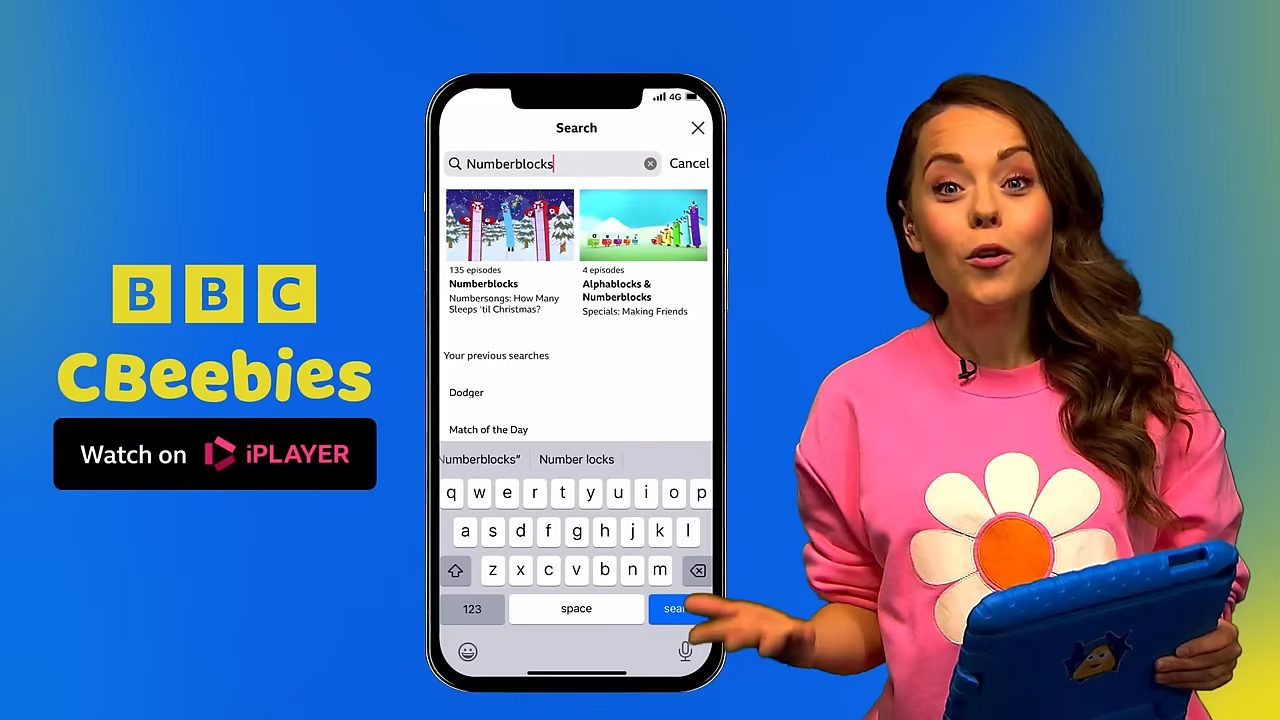 BBC
CBeebies
Watch on iPLAYER
4G
Search
Numberblocks
Cancel
135 episodes
Numberblocks
Numbersongs: How Many
Sleeps 'til Christmas?
4 episodes
Alphablocks &
Numberblocks
Specials: Making Friends
Your previous searches
Dodger
Match of the Day
umberblocks" Number locks
q w e r t y u i o p
a s d f g h j k l
z x c v b n m
123 space sear